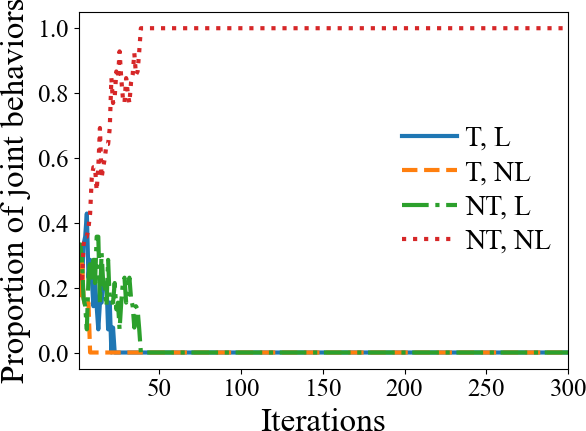 Proportion of joint behaviors
1.0
0.8
0.6
0.4
0.2
0.0
T, L
T, NL
NT, L
NT, NL
50 100 150 200 250 300
Iterations